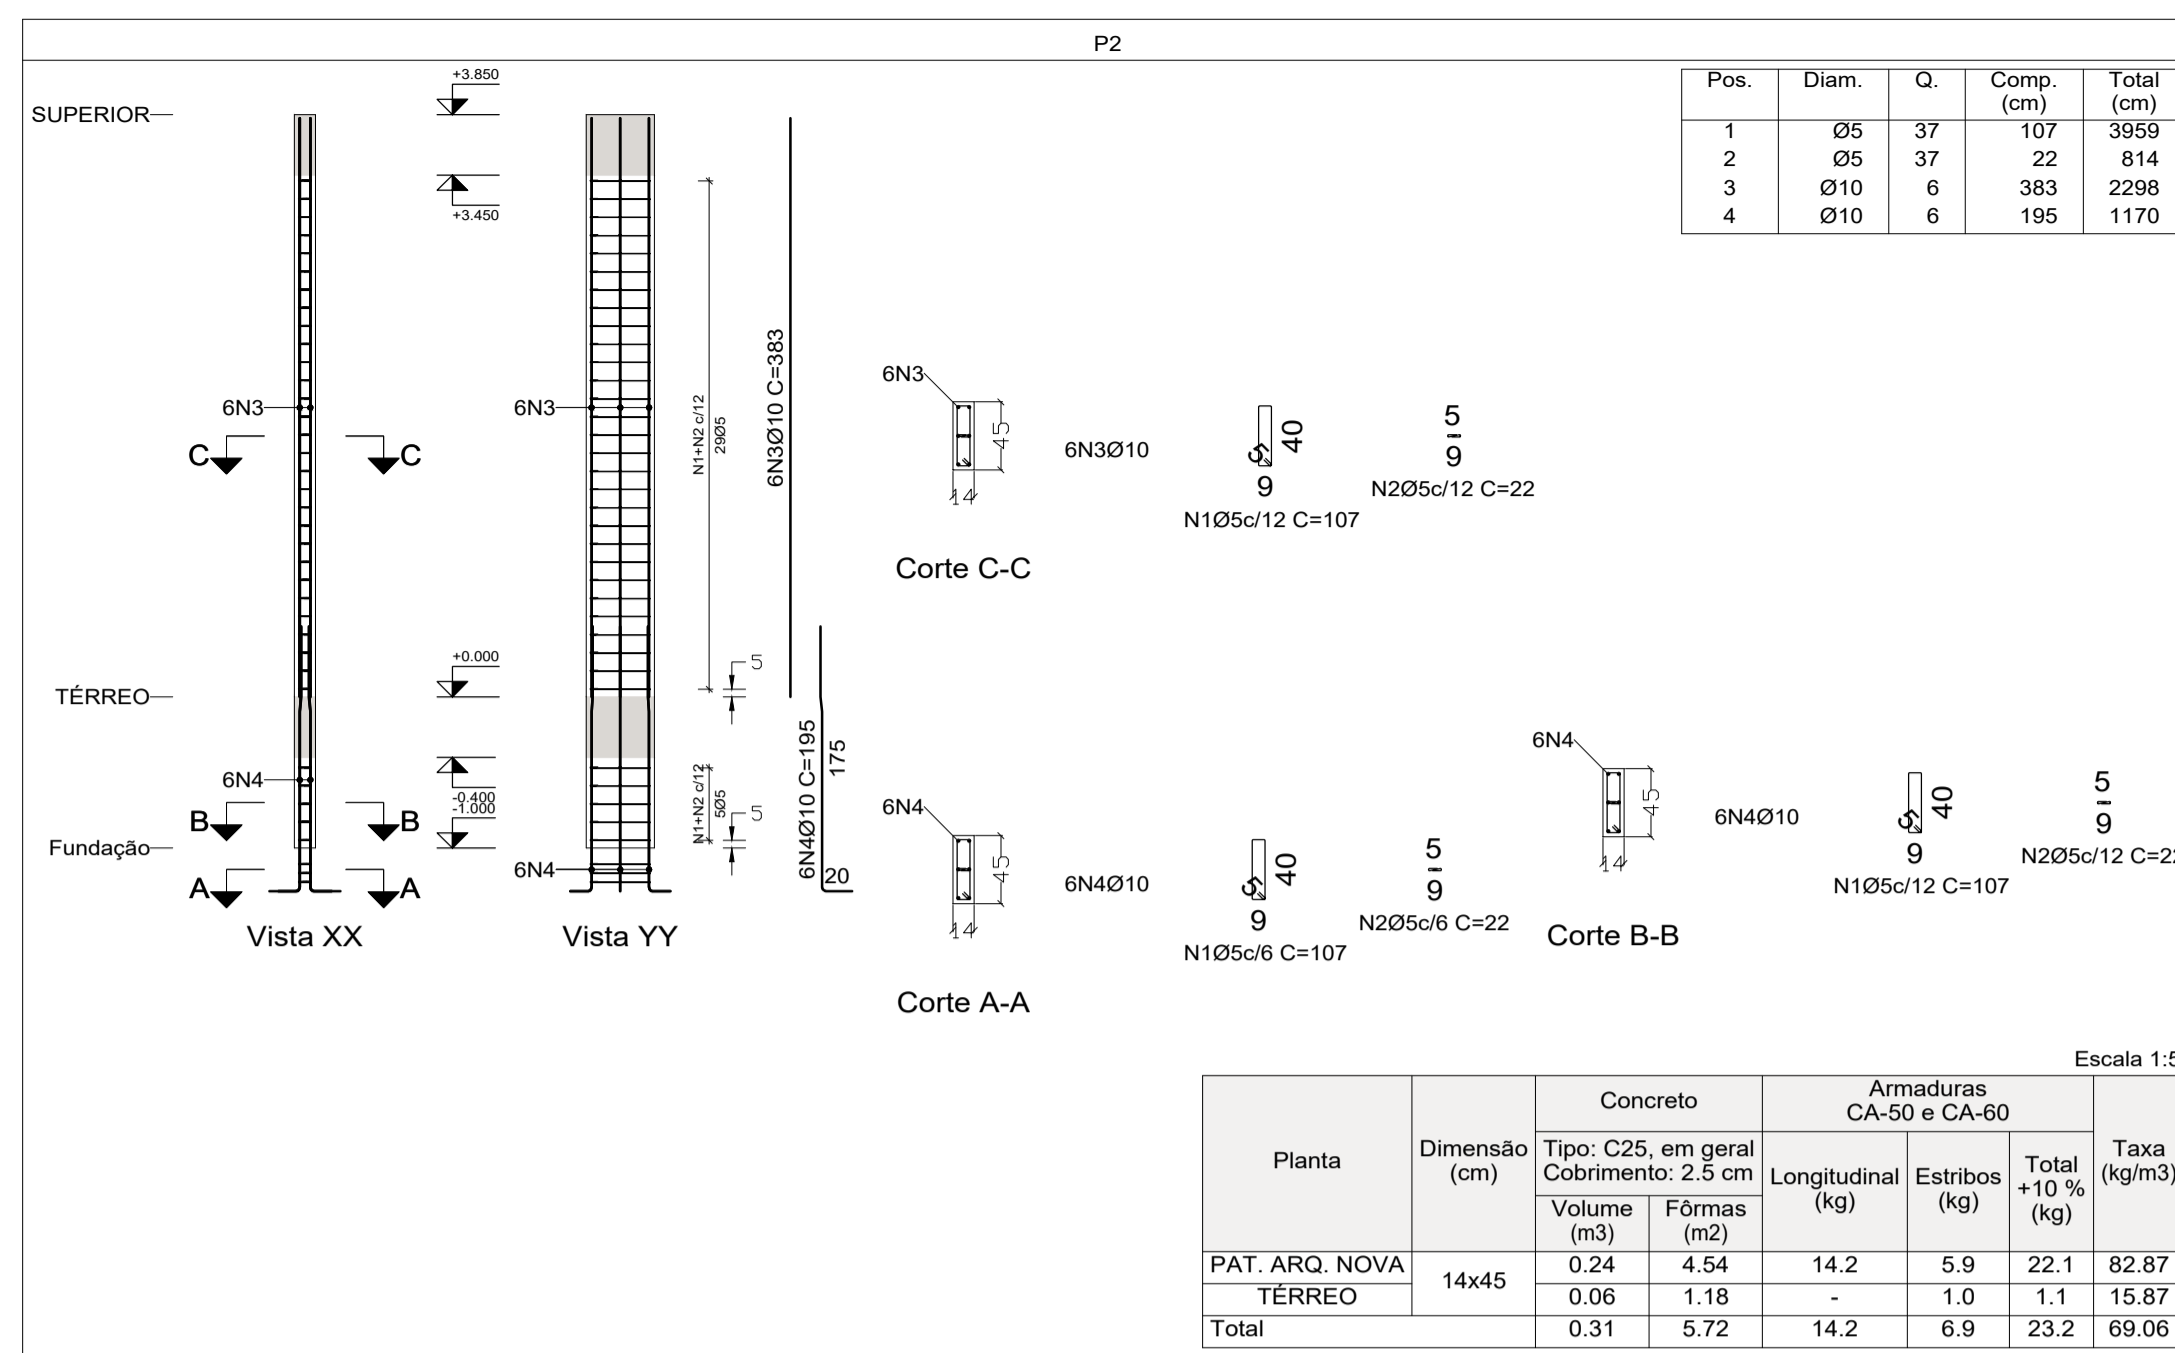 P2
Pos. Diam. Q. Comp. (cm) Total (cm)
1 Ø5 37 107 3959
2 Ø5 37 22 814
3 Ø10 6 383 2298
4 Ø10 6 195 1170
SUPERIOR
+3.850
+3.450
6N3
C C
6N3
N1+N2 c/12
29Ø5
6N3Ø10 C=383
6N3
45
14
6N3Ø10
5
40
9
N1Ø5c/12 C=107
5
9
N2Ø5c/12 C=22
Corte C-C
TÉRREO
+0.000
5
6N4
-0.400
-1.000
B B
Fundação
A A
6N4
N1+N2 c/12
5Ø5
5
6N4Ø10 C=195
175
20
Vista XX
Vista YY
6N4
45
14
6N4Ø10
5
40
9
N1Ø5c/6 C=107
5
9
N2Ø5c/6 C=22
Corte A-A
6N4
45
14
6N4Ø10
5
40
9
N1Ø5c/12 C=107
5
9
N2Ø5c/12 C=22
Corte B-B
Escala 1:5
Planta
Dimensão
(cm)
Concreto
Tipo: C25, em geral
Cobrimento: 2.5 cm
Volume
(m3)
Fôrmas
(m2)
Armaduras
CA-50 e CA-60
Longitudinal
(kg)
Estribos
(kg)
Total
+10 %
(kg)
Taxa
(kg/m3)
PAT. ARQ. NOVA 14x45 0.24 4.54 14.2 5.9 22.1 82.87
TÉRREO 0.06 1.18 - 1.0 1.1 15.87
Total 0.31 5.72 14.2 6.9 23.2 69.06